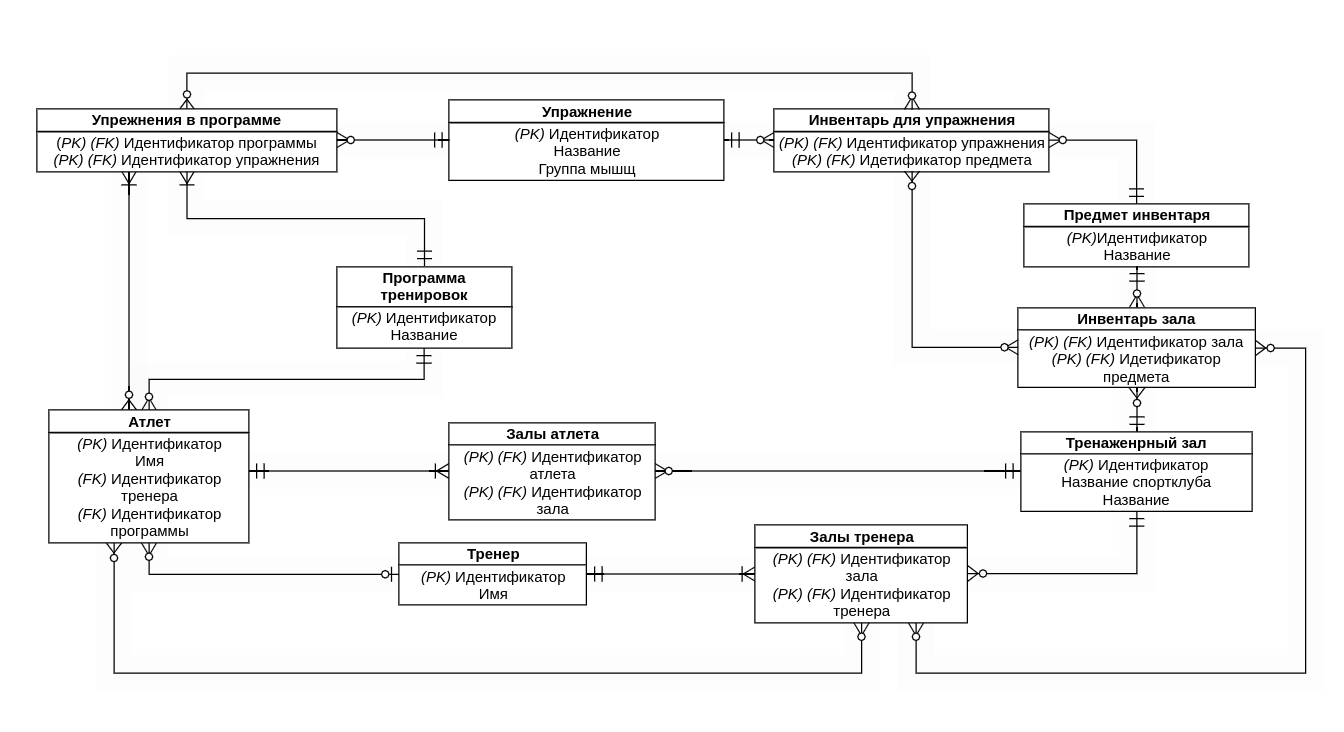 Упрежнения в программе
(PK) (FK) Идентификатор программы
(PK) (FK) Идентификатор упражнения
Упражнение
(PK) Идентификатор
Название
Группа мышщ
Инвентарь для упражнения
(PK) (FK) Идентификатор упражнения
(PK) (FK) Идетификатор предмета
Предмет инвентаря
(PK)Идентификатор
Название
Программа
тренировок
(PK) Идентификатор
Название
Инвентарь зала
(PK) (FK) Идентификатор зала
(PK) (FK) Идетификатор
предмета
Атлет
(PK) Идентификатор
Имя
(FK) Идентификатор
тренера
(FK) Идентификатор
программы
Залы атлета
(PK) (FK) Идентификатор
атлета
(PK) (FK) Идентификатор
зала
Тренаженрный зал
(PK) Идентификатор
Название спортклуба
Название
Тренер
(PK) Идентификатор
Имя
Залы тренера
(PK) (FK) Идентификатор
зала
(PK) (FK) Идентификатор
тренера